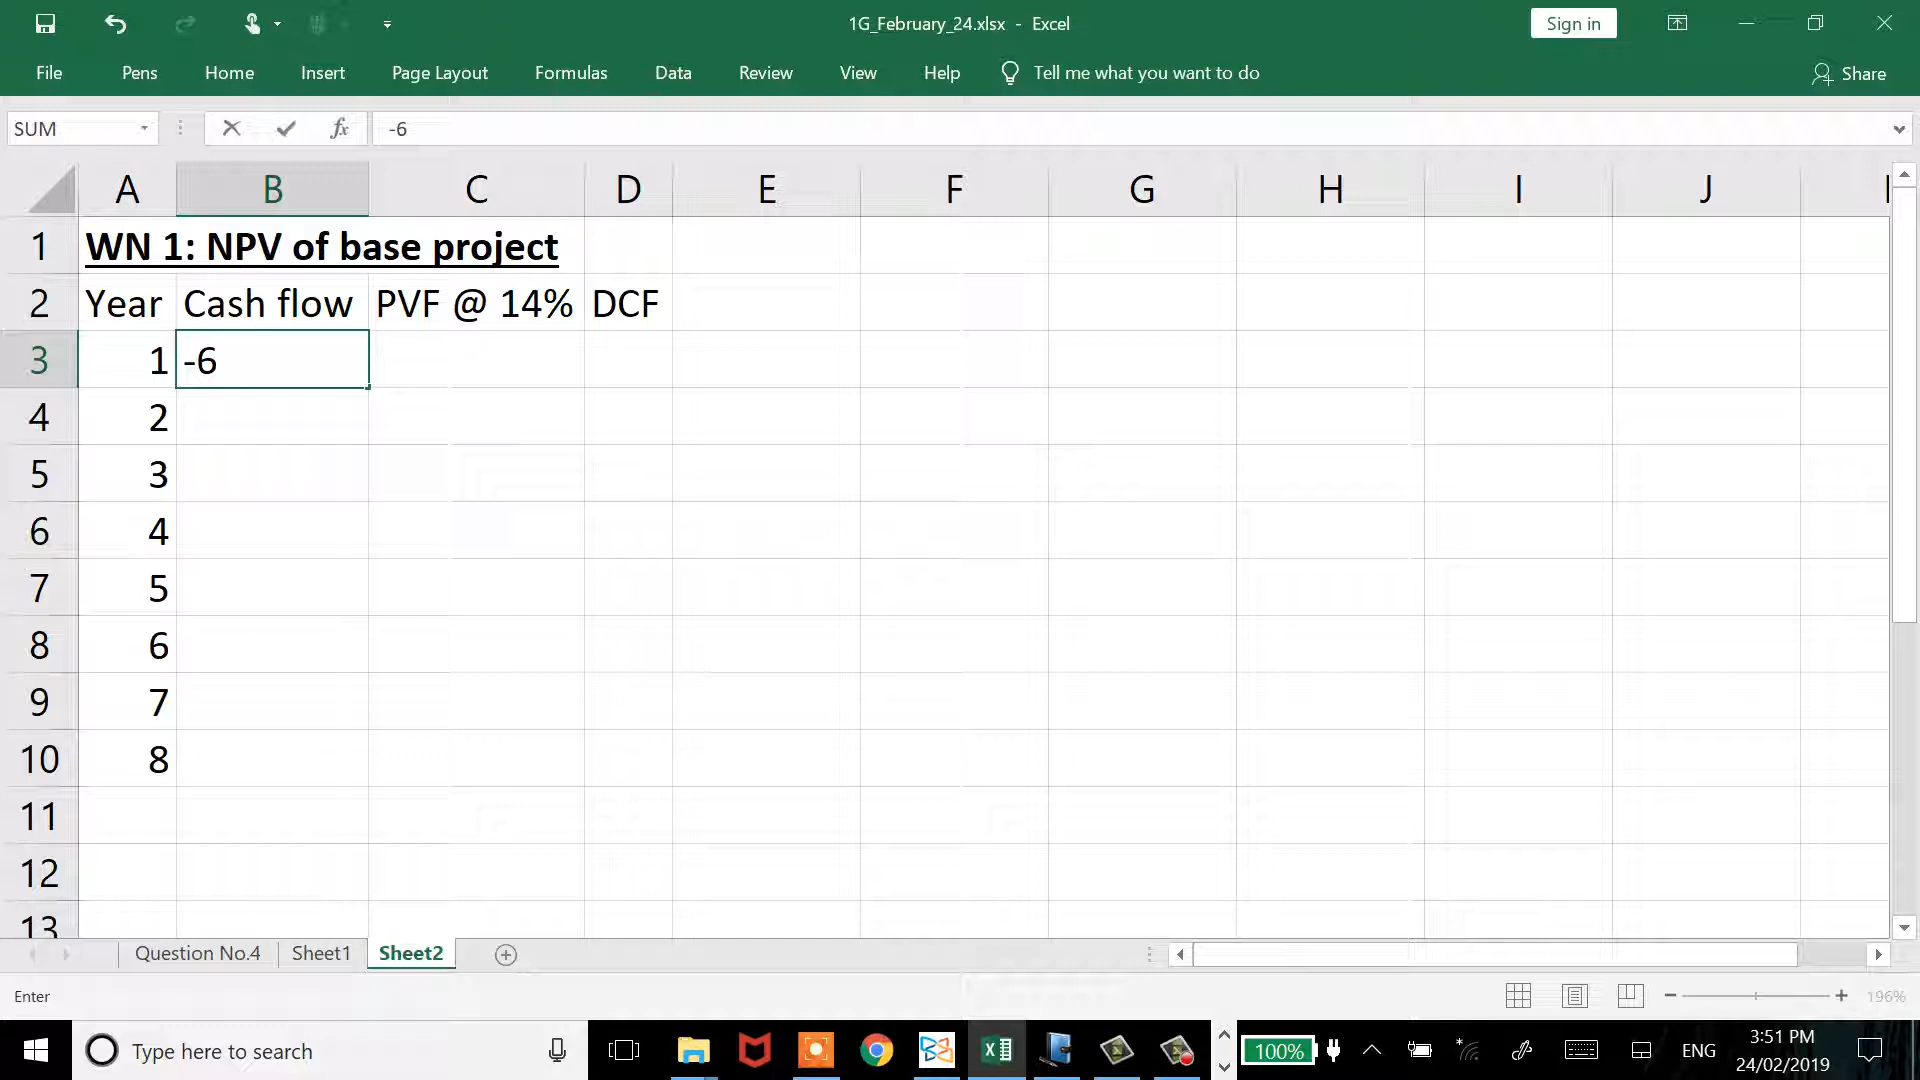 1G_February_24.xlsx - Excel
Sign in
File Pens Home Insert Page Layout Formulas Data Review View Help Tell me what you want to do Share
SUM fx -6
A B C D E F G H I J
1 WN 1: NPV of base project
2 Year Cash flow PVF @ 14% DCF
3 1 -6
4 2
5 3
6 4
7 5
8 6
9 7
10 8
11
12
13
Question No.4 Sheet1 Sheet2
Enter 196%
Type here to search 100% ENG 3:51 PM
24/02/2019